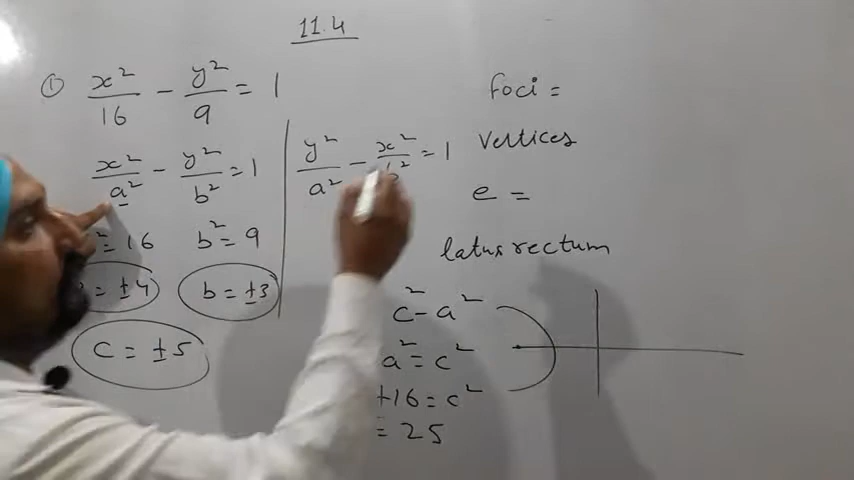 11.4
① x²/16 - y²/9 = 1
x²/a² - y²/b² = 1
² = 16 b² = 9
= ±4 b = ±3
c = ±5
y²/a² - x²/b² = 1
foci =
vertices
e =
latus rectum
c² - a²
a² = c²
+16 = c²
= 25